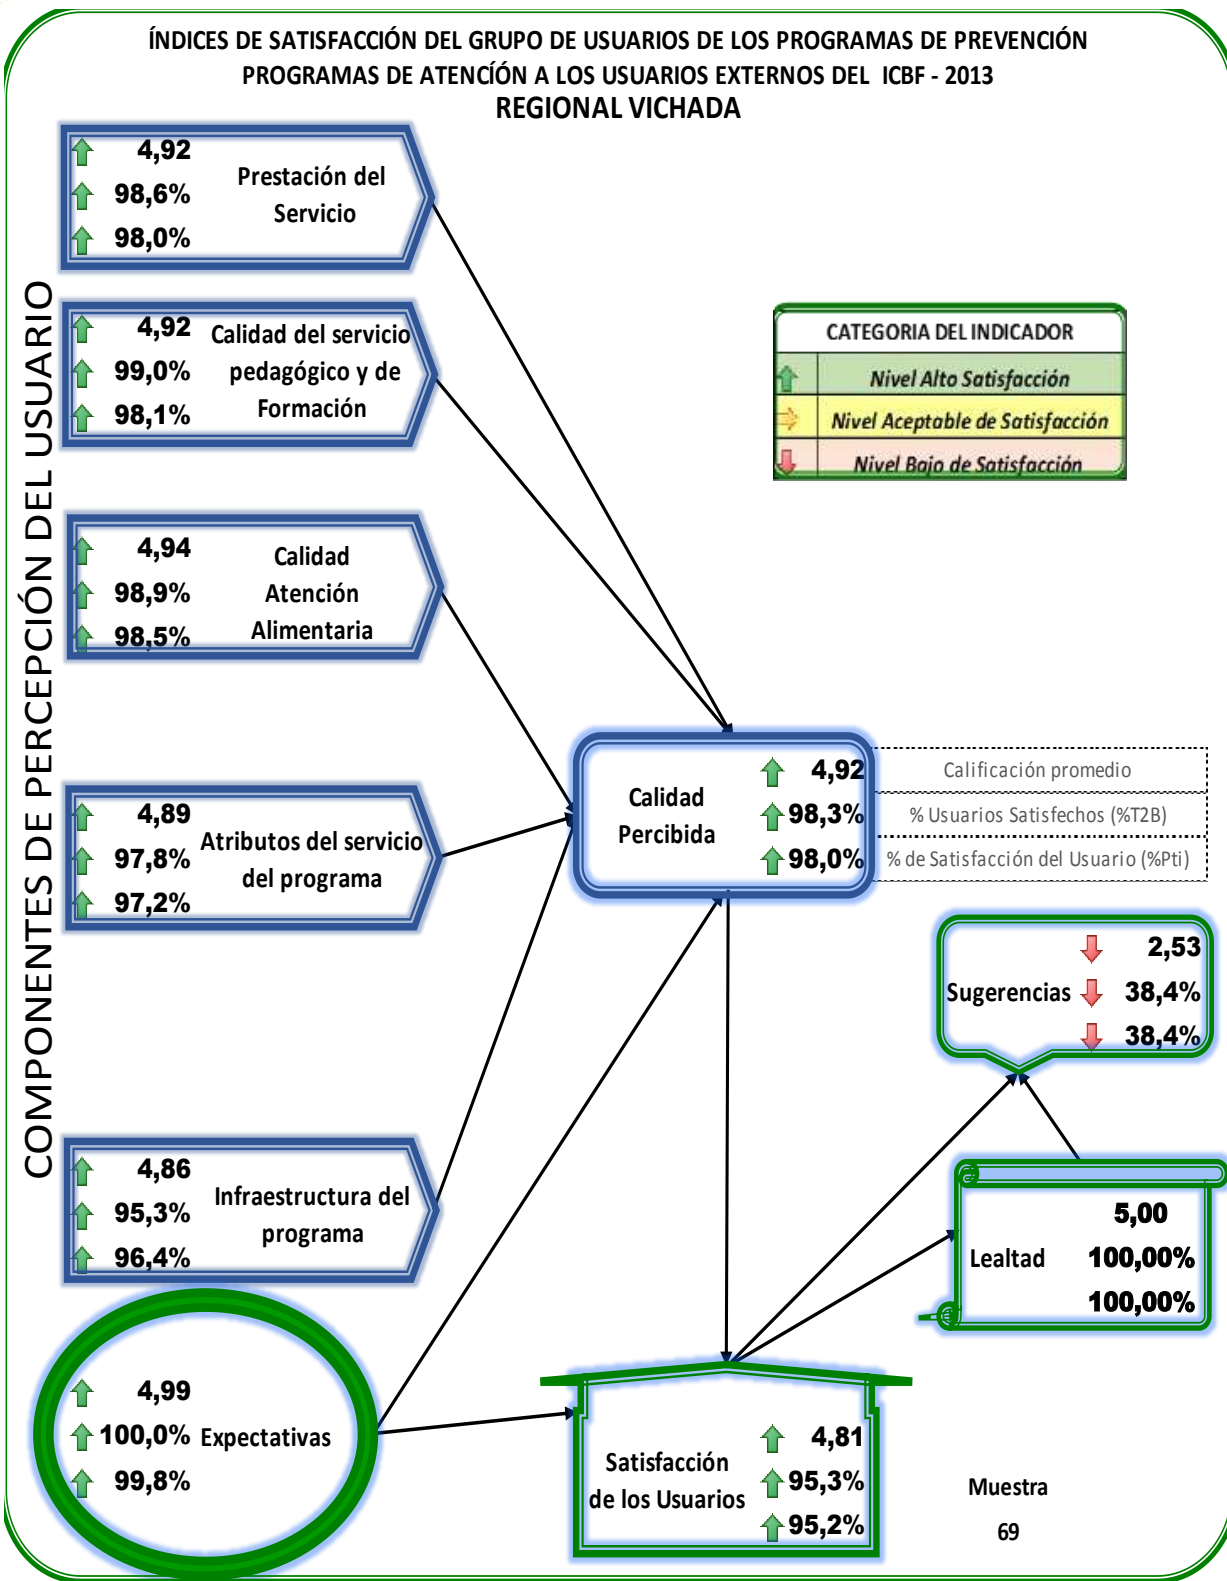 ÍNDICES DE SATISFACCIÓN DEL GRUPO DE USUARIOS DE LOS PROGRAMAS DE PREVENCIÓN
PROGRAMAS DE ATENCÍÓN A LOS USUARIOS EXTERNOS DEL ICBF - 2013
REGIONAL VICHADA
COMPONENTES DE PERCEPCIÓN DEL USUARIO
4,92
98,6%
98,0%
Prestación del
Servicio
4,92
99,0%
98,1%
Calidad del servicio
pedagógico y de
Formación
CATEGORIA DEL INDICADOR
Nivel Alto Satisfacción
Nivel Aceptable de Satisfacción
Nivel Bajo de Satisfacción
4,94
98,9%
98,5%
Calidad
Atención
Alimentaria
4,89
97,8%
97,2%
Atributos del servicio
del programa
Calidad
Percibida
4,92
98,3%
98,0%
Calificación promedio
% Usuarios Satisfechos (%T2B)
% de Satisfacción del Usuario (%Pti)
Sugerencias
2,53
38,4%
38,4%
4,86
95,3%
96,4%
Infraestructura del
programa
Lealtad
5,00
100,00%
100,00%
4,99
100,0%
99,8%
Expectativas
Satisfacción
de los Usuarios
4,81
95,3%
95,2%
Muestra
69